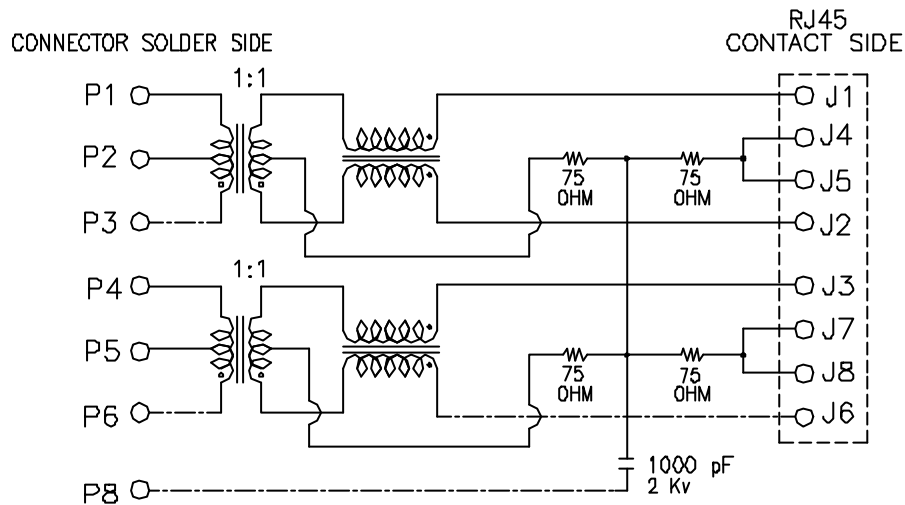 RJ45
CONNECTOR SOLDER SIDE
CONTACT SIDE
1:1
P1
J1
J4
P2
75
OHM
75
OHM
J5
P3
J2
1:1
P4
J3
J7
P5
75
OHM
75
OHM
J8
P6
J6
1000 pF
2 Kv
P8